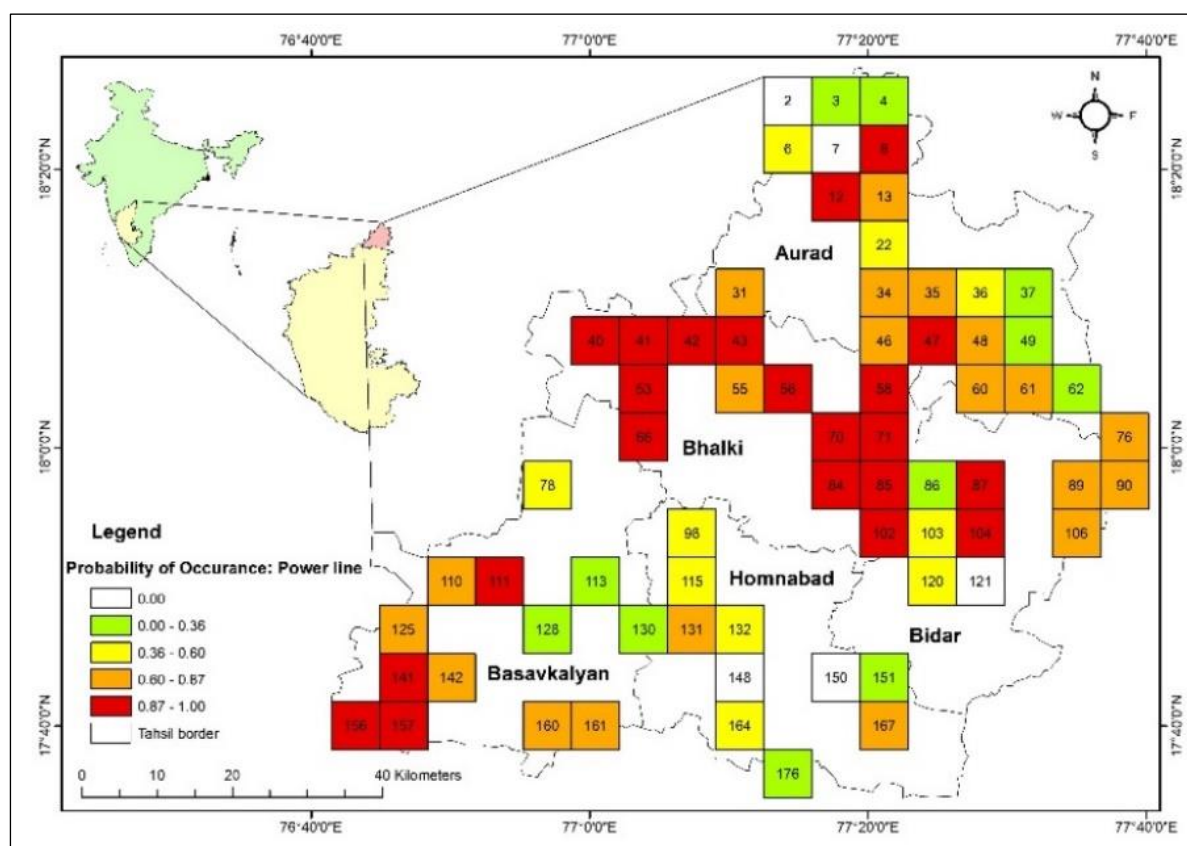 76°40'0"E 77°0'0"E 77°20'0"E 77°40'0"E
N
W E
S
18°20'0"N 18°20'0"N
2 3 4
6 7 8
12 13
22
Aurad
31 34 35 36 37
40 41 42 43 46 47 48 49
53 55 56 58 60 61 62
66 70 71 76
Bhalki
18°0'0"N 18°0'0"N
78 84 85 86 87 89 90
98 102 103 104 106
110 111 113 115 120 121
Homnabad
125 128 130 131 132
Bidar
141 142 148 150 151
Basavkalyan
156 157 160 161 164 167
176
17°40'0"N 17°40'0"N
Legend
Probability of Occurance: Power line
0.00
0.00 - 0.36
0.36 - 0.60
0.60 - 0.87
0.87 - 1.00
Tahsil border
0 10 20 40 Kilometers
76°40'0"E 77°0'0"E 77°20'0"E 77°40'0"E